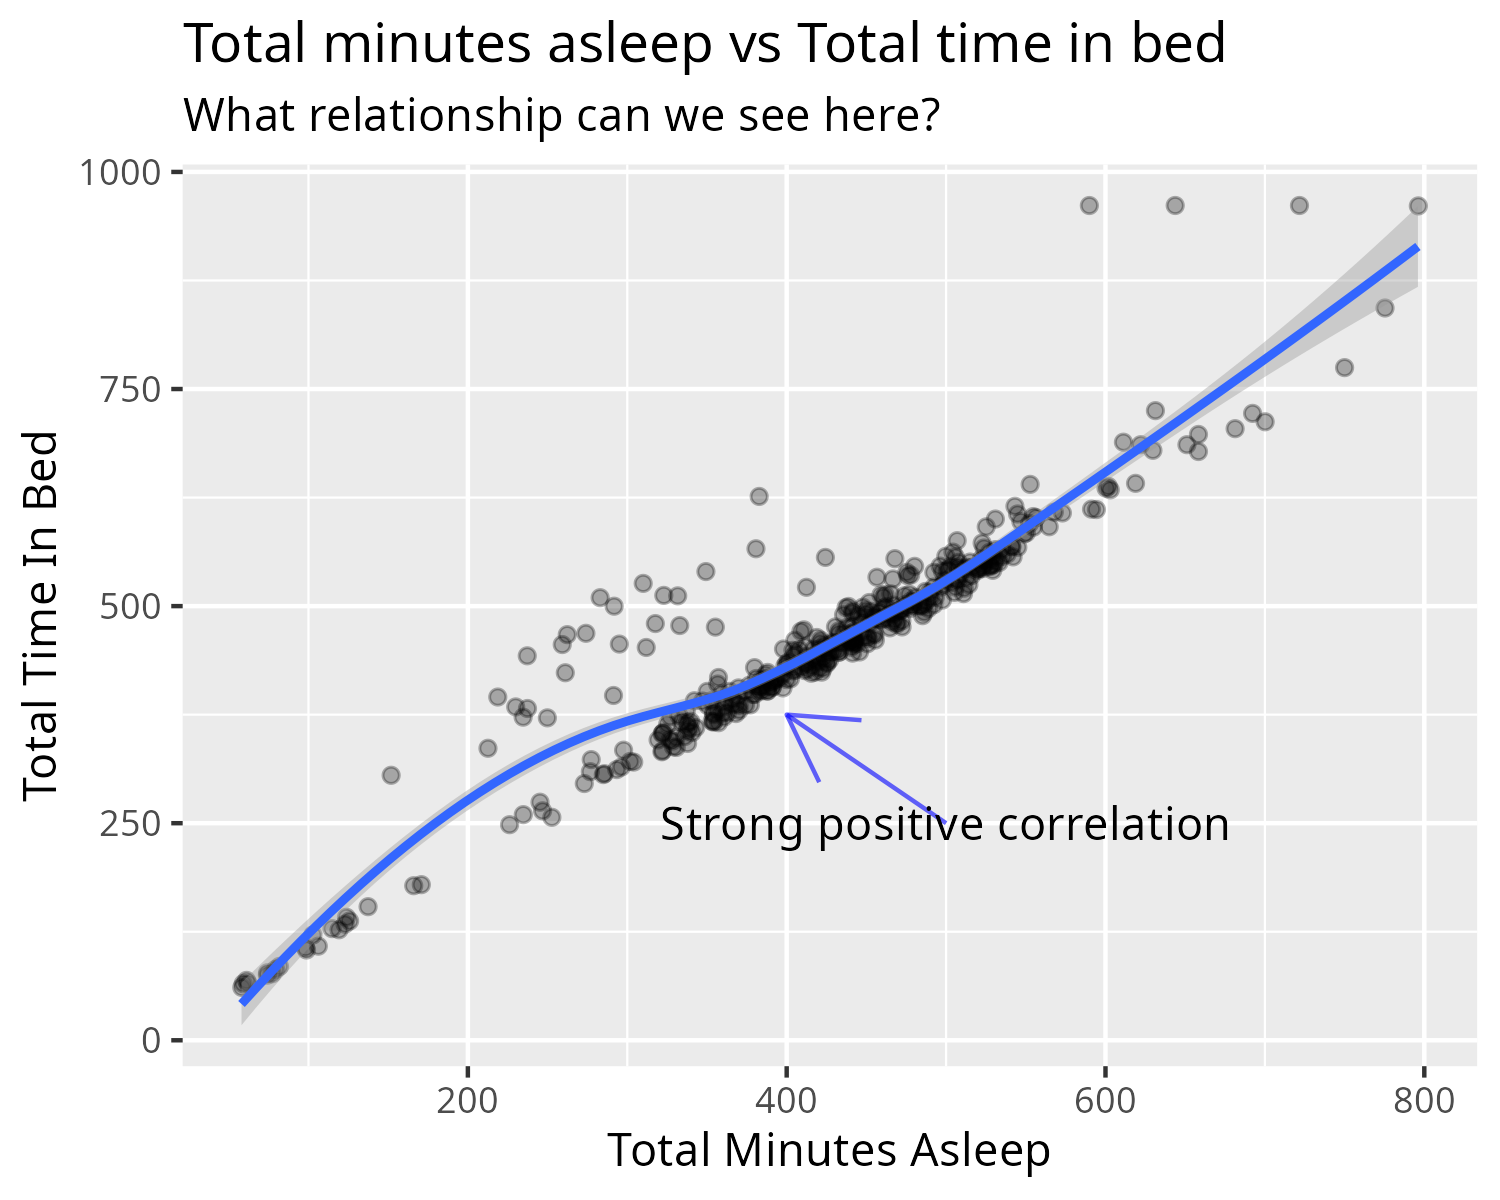 Total minutes asleep vs Total time in bed
What relationship can we see here?
1000
750
500
250
0
Total Time In Bed
Strong positive correlation
200 400 600 800
Total Minutes Asleep